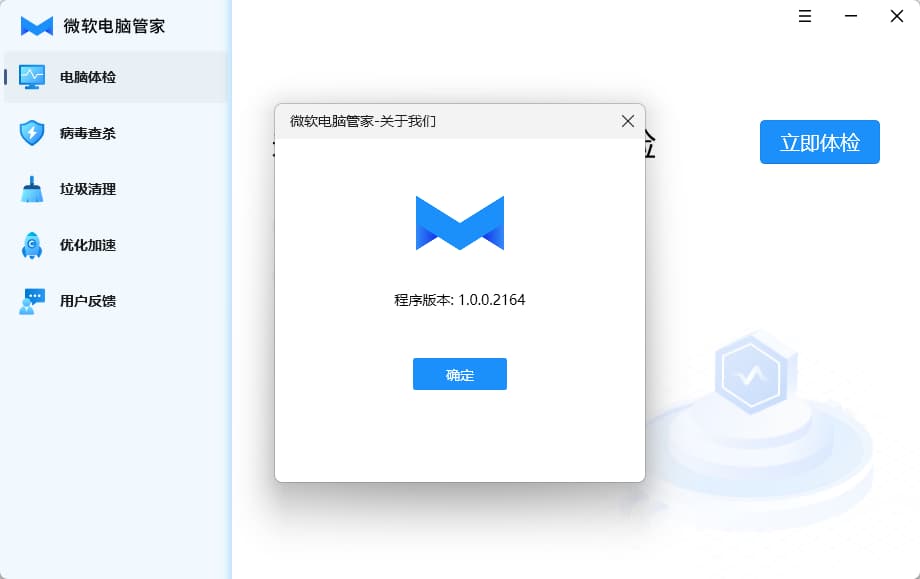 微软电脑管家
电脑体检
病毒查杀
垃圾清理
优化加速
用户反馈
立即体检
微软电脑管家-关于我们
程序版本: 1.0.0.2164
确定